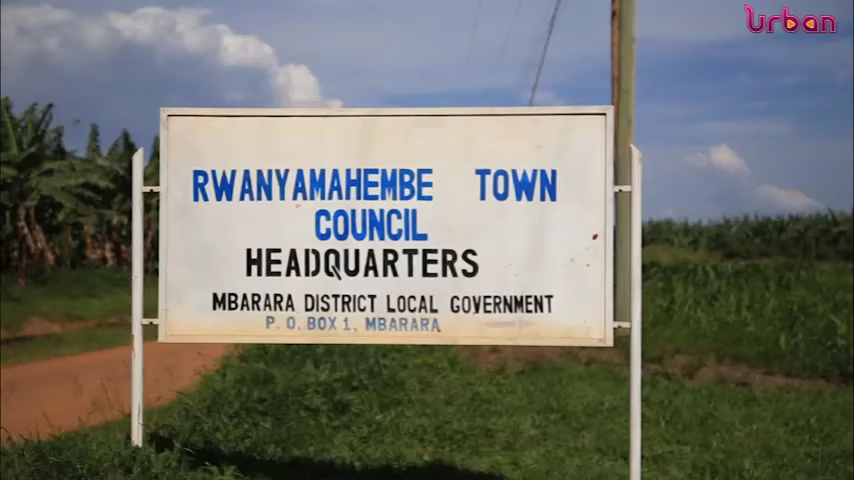 Urban
RWANYAMAHEMBE TOWN
COUNCIL
HEADQUARTERS
MBARARA DISTRICT LOCAL GOVERNMENT
P. O. BOX 1, MBARARA